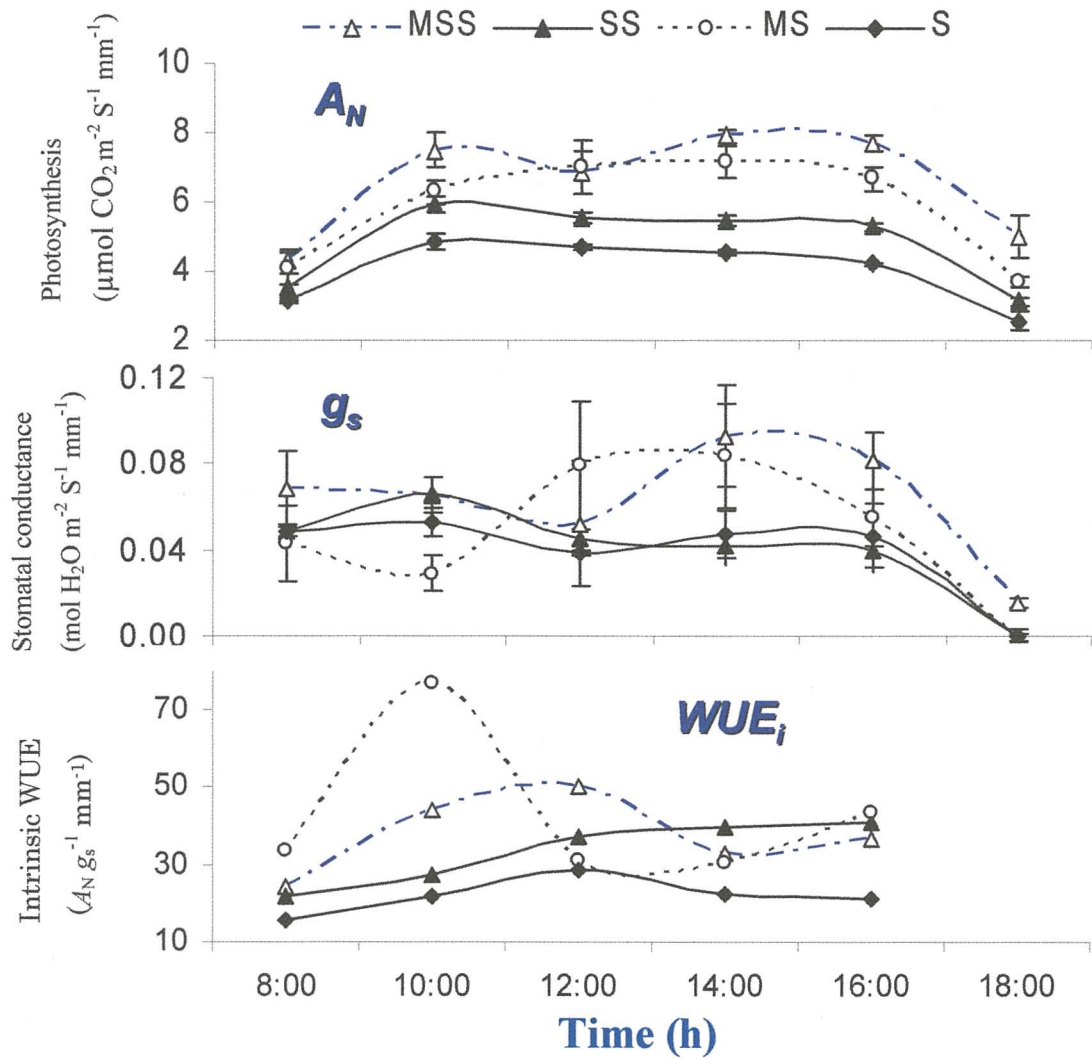 MSS SS MS S
Photosynthesis
(µmol CO₂ m⁻² S⁻¹ mm⁻¹)
10
8
6
4
2
A_N
Stomatal conductance
(mol H₂O m⁻² S⁻¹ mm⁻¹)
0.12
0.08
0.04
0.00
g_s
Intrinsic WUE
(A_N g_s⁻¹ mm⁻¹)
70
50
30
10
WUE_i
8:00 10:00 12:00 14:00 16:00 18:00
Time (h)